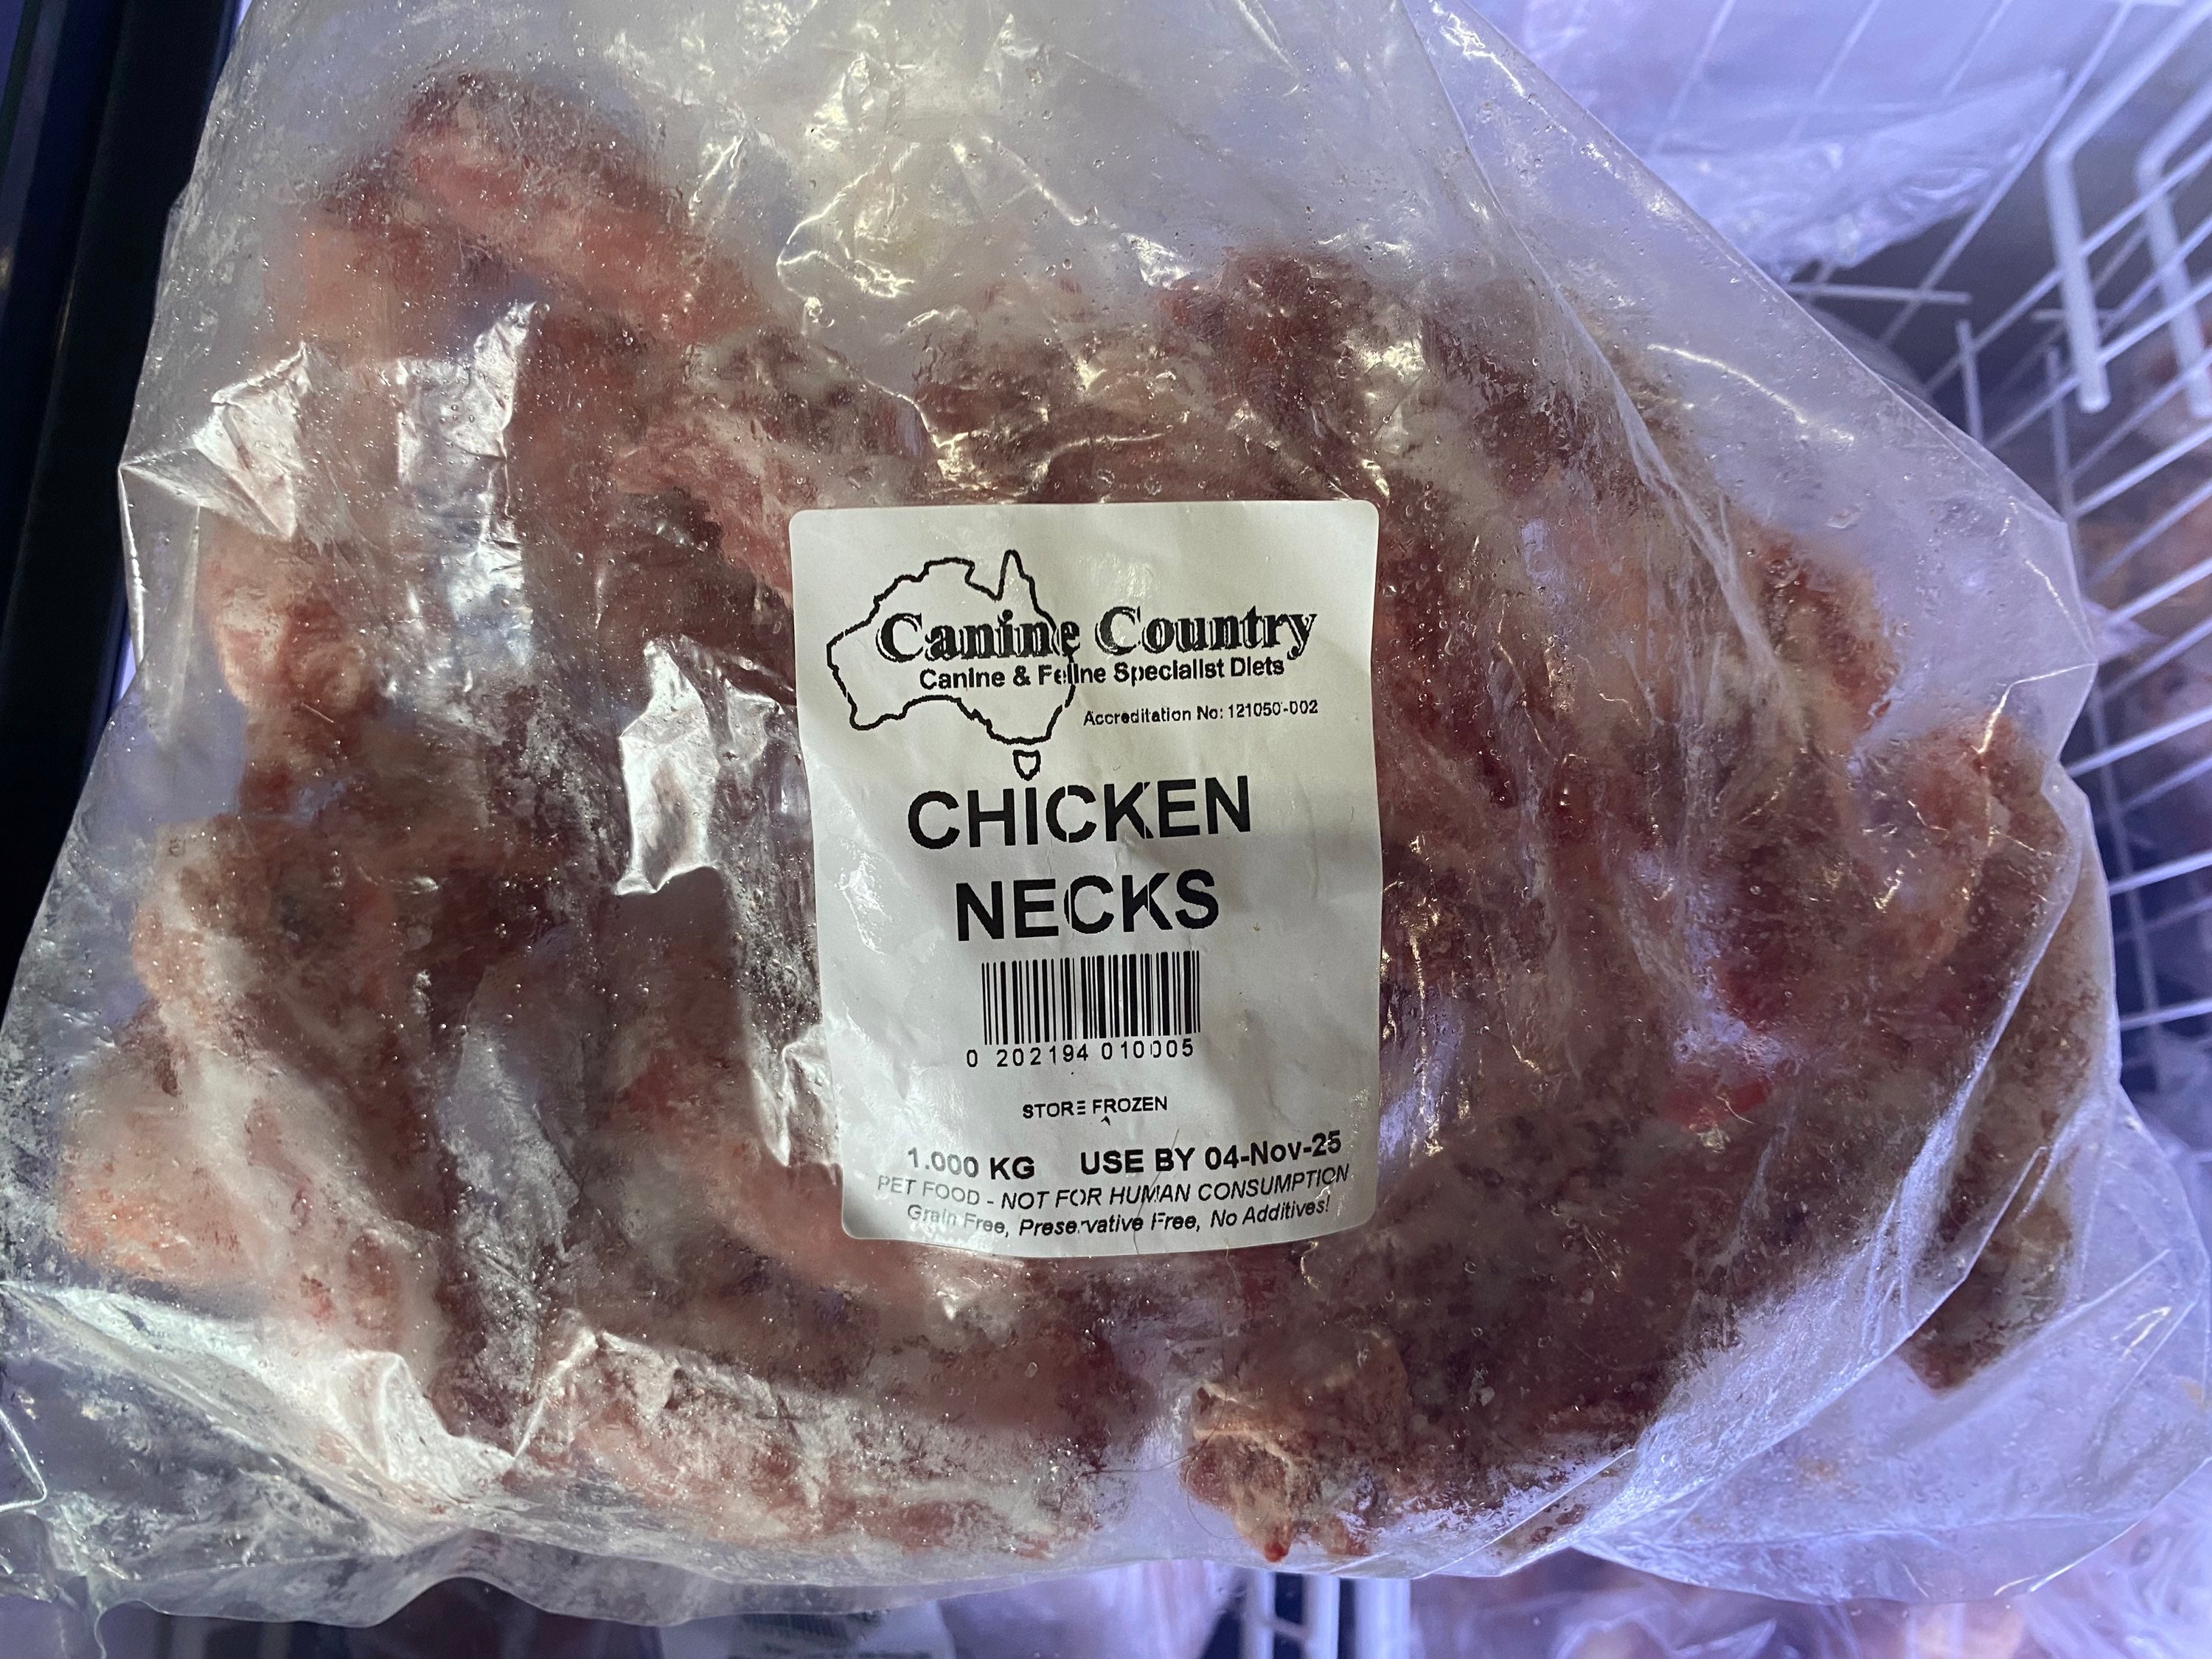 Canine Country
Canine & Feline Specialist Diets
Accreditation No: 121050-002
CHICKEN
NECKS
0 202194 010005
STORE FROZEN
1.000 KG USE BY 04-Nov-25
PET FOOD - NOT FOR HUMAN CONSUMPTION
Grain Free, Preservative Free, No Additives!